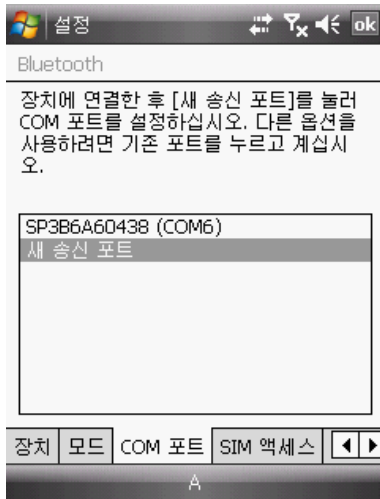 설정
ok
Bluetooth
장치에 연결한 후 [새 송신 포트]를 눌러
COM 포트를 설정하십시오. 다른 옵션을
사용하려면 기존 포트를 누르고 계십시
오.
SP3B6A60438 (COM6)
새 송신 포트
장치 모드 COM 포트 SIM 액세스
A